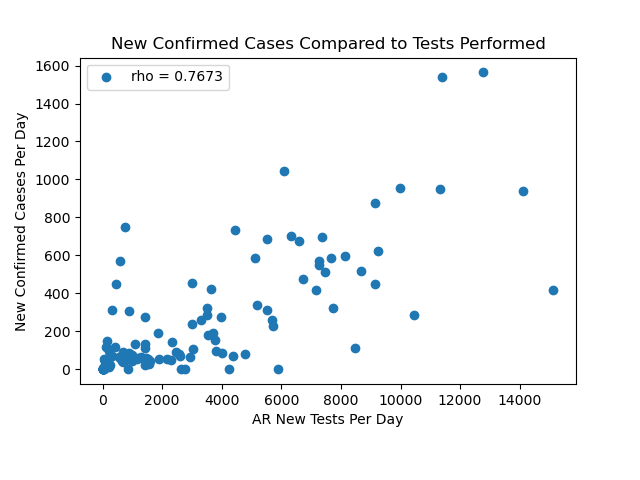 New Confirmed Cases Compared to Tests Performed
rho = 0.7673
New Confirmed Caeses Per Day
1600
1400
1200
1000
800
600
400
200
0
0 2000 4000 6000 8000 10000 12000 14000
AR New Tests Per Day